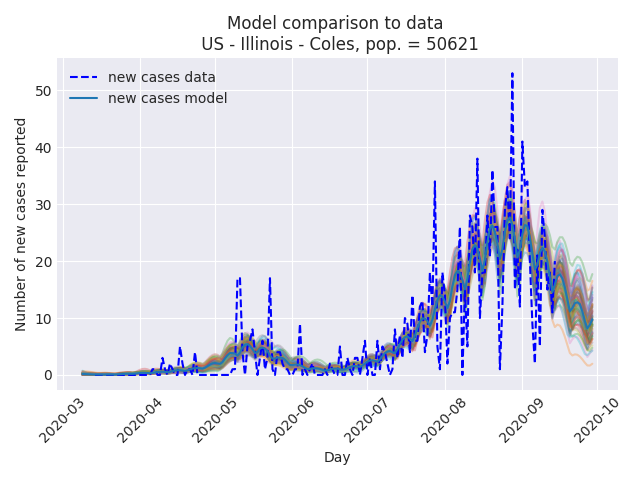 Model comparison to data
US - Illinois - Coles, pop. = 50621
new cases data
new cases model
Number of new cases reported
50
40
30
20
10
0
2020-03
2020-04
2020-05
2020-06
2020-07
2020-08
2020-09
2020-10
Day